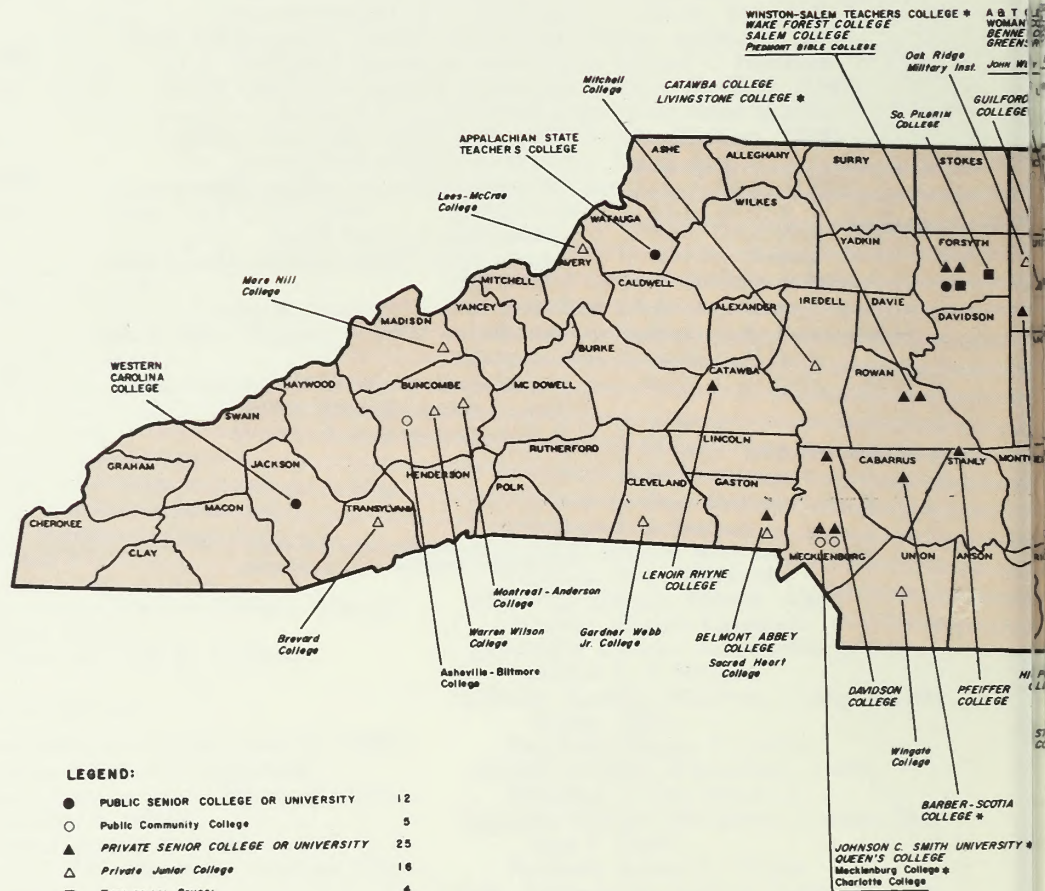 WINSTON-SALEM TEACHERS COLLEGE *
WAKE FOREST COLLEGE
SALEM COLLEGE
PIEDMONT BIBLE COLLEGE
A & T
WOMAN
BENNE
GREENS
JOHN
Oak Ridge
Military Inst.
Mitchell
College
CATAWBA COLLEGE
LIVINGSTONE COLLEGE *
So. PILGRIM
COLLEGE
GUILFORD
COLLEGE
APPALACHIAN STATE
TEACHERS COLLEGE
Lees-McCrae
College
Mars Hill
College
WESTERN
CAROLINA
COLLEGE
ASHE
ALLEGHANY
SURRY
STOKES
WATAUGA
WILKES
YADKIN
FORSYTH
AVERY
MITCHELL
CALDWELL
YANCEY
MADISON
ALEXANDER
IREDELL
DAVIE
DAVIDSON
BURKE
HAYWOOD
BUNCOMBE
MC DOWELL
CATAWBA
ROWAN
SWAIN
RUTHERFORD
LINCOLN
GRAHAM
JACKSON
HENDERSON
CLEVELAND
GASTON
CABARRUS
STANLY
MONTG
POLK
CHEROKEE
MACON
TRANSYLVANIA
CLAY
MECKLENBURG
UNION
ANSON
LENOIR RHYNE
COLLEGE
Montreat-Anderson
College
Brevard
College
Warren Wilson
College
Gardner Webb
Jr. College
BELMONT ABBEY
COLLEGE
Sacred Heart
College
Asheville-Biltmore
College
DAVIDSON
COLLEGE
PFEIFFER
COLLEGE
Wingate
College
BARBER-SCOTIA
COLLEGE *
JOHNSON C. SMITH UNIVERSITY *
QUEEN'S COLLEGE
Mecklenburg College *
Charlotte College
LEGEND:
PUBLIC SENIOR COLLEGE OR UNIVERSITY 12
Public Community College 5
PRIVATE SENIOR COLLEGE OR UNIVERSITY 25
Private Junior College 16